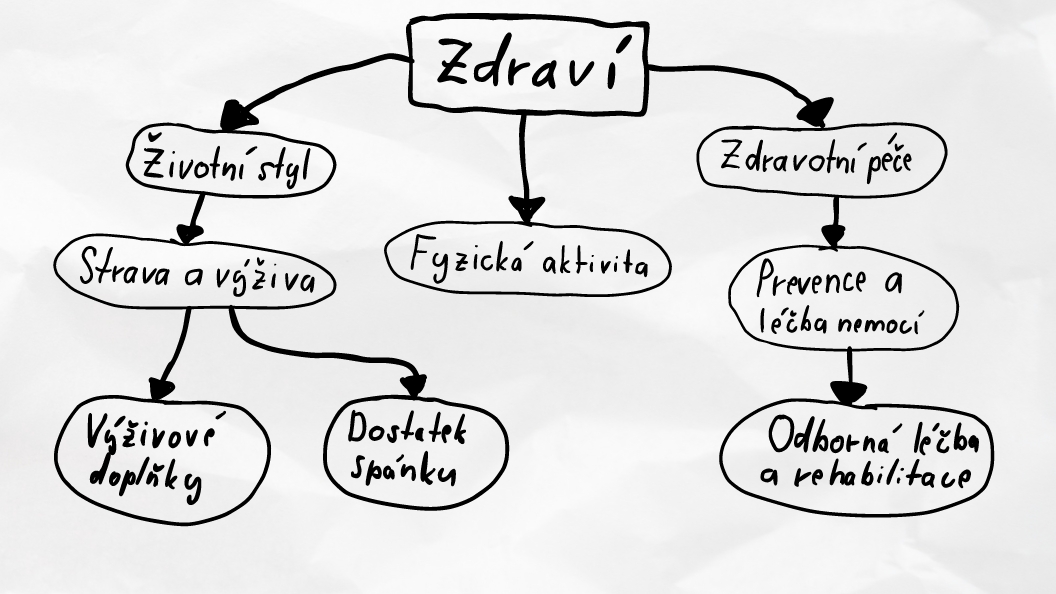 Zdraví
Životní styl
Zdravotní péče
Strava a výživa
Fyzická aktivita
Prevence a
léčba nemocí
Výživové
doplňky
Dostatek
spánku
Odborná léčba
a rehabilitace